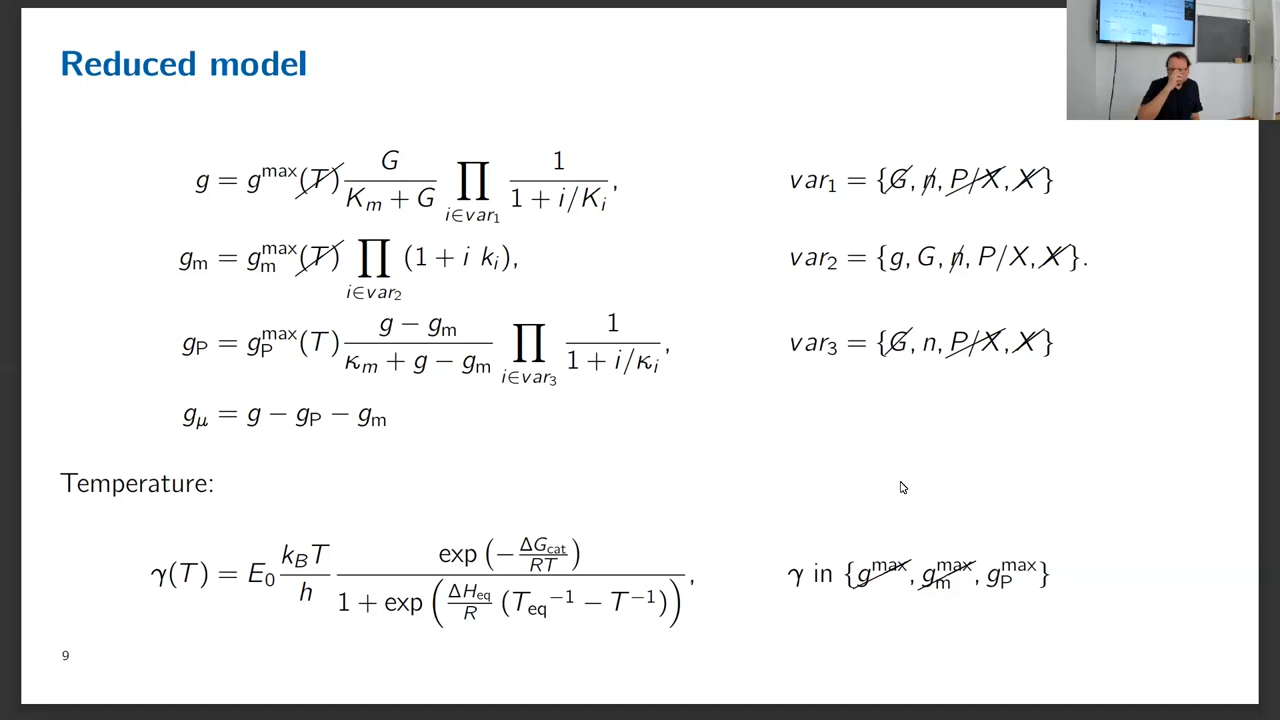 Reduced model
g = g^max(T) G / (K_m + G) ∏_{i∈var_1} 1 / (1 + i/K_i), var_1 = {G, n, P/X, X}
g_m = g_m^max(T) ∏_{i∈var_2} (1 + i k_i), var_2 = {g, G, n, P/X, X}.
g_P = g_P^max(T) (g − g_m) / (κ_m + g − g_m) ∏_{i∈var_3} 1 / (1 + i/κ_i), var_3 = {G, n, P/X, X}
g_μ = g − g_P − g_m
Temperature:
γ(T) = E_0 k_B T / h exp(−ΔG_cat / RT) / (1 + exp(ΔH_eq / R (T_eq^−1 − T^−1))), γ in {g^max, g_m^max, g_P^max}
9